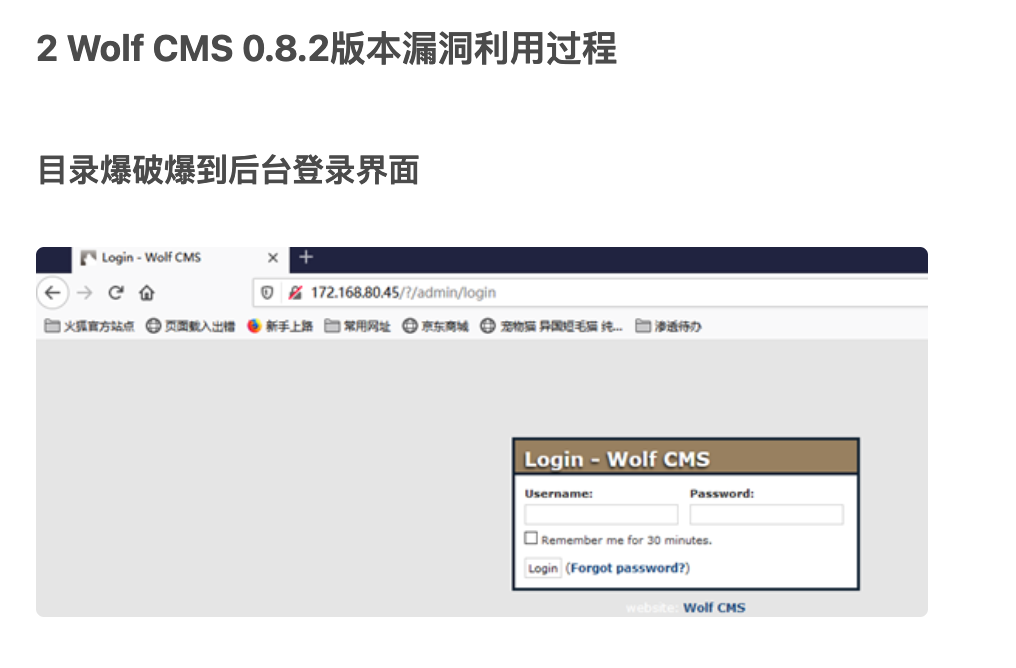 2 Wolf CMS 0.8.2版本漏洞利用过程
目录爆破爆到后台登录界面
Login - Wolf CMS
172.168.80.45/?/admin/login
火狐官方站点 页面载入出错 新手上路 常用网址 京东商城 宠物猫 异国短毛猫 纯... 渗透待办
Login - Wolf CMS
Username: Password:
Remember me for 30 minutes.
Login (Forgot password?)
website: Wolf CMS